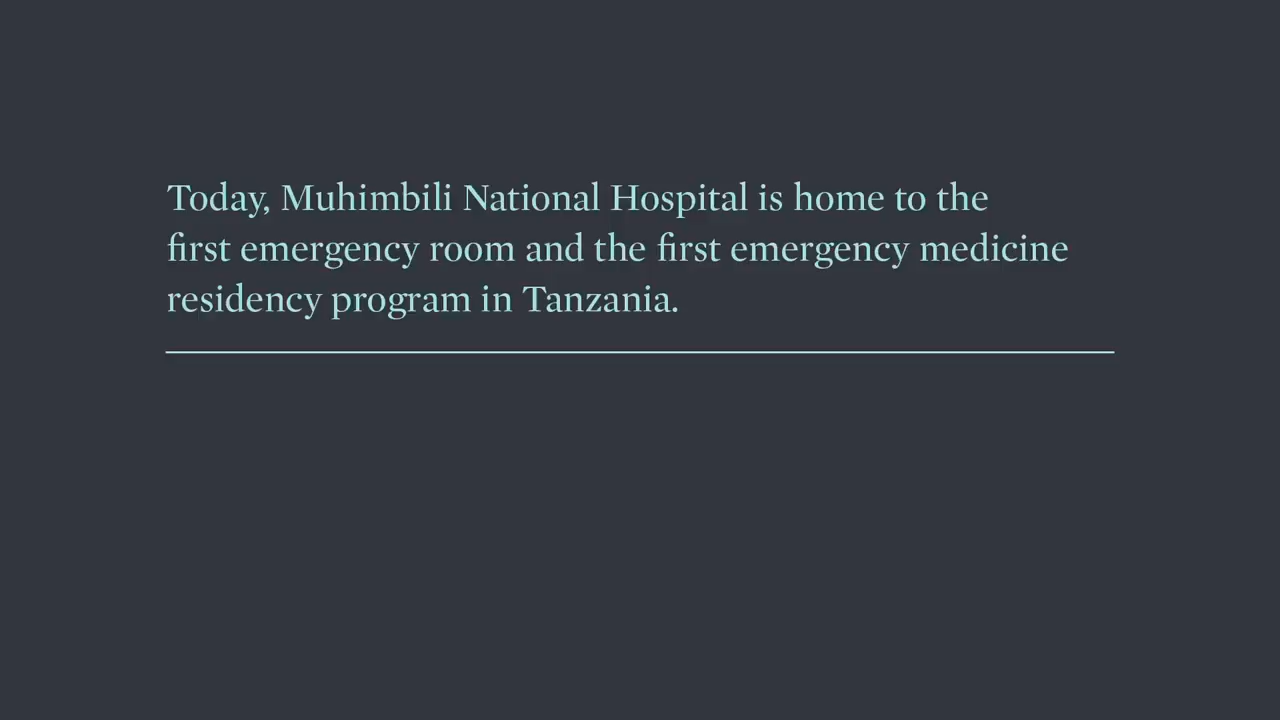 Today, Muhimbili National Hospital is home to the
first emergency room and the first emergency medicine
residency program in Tanzania.